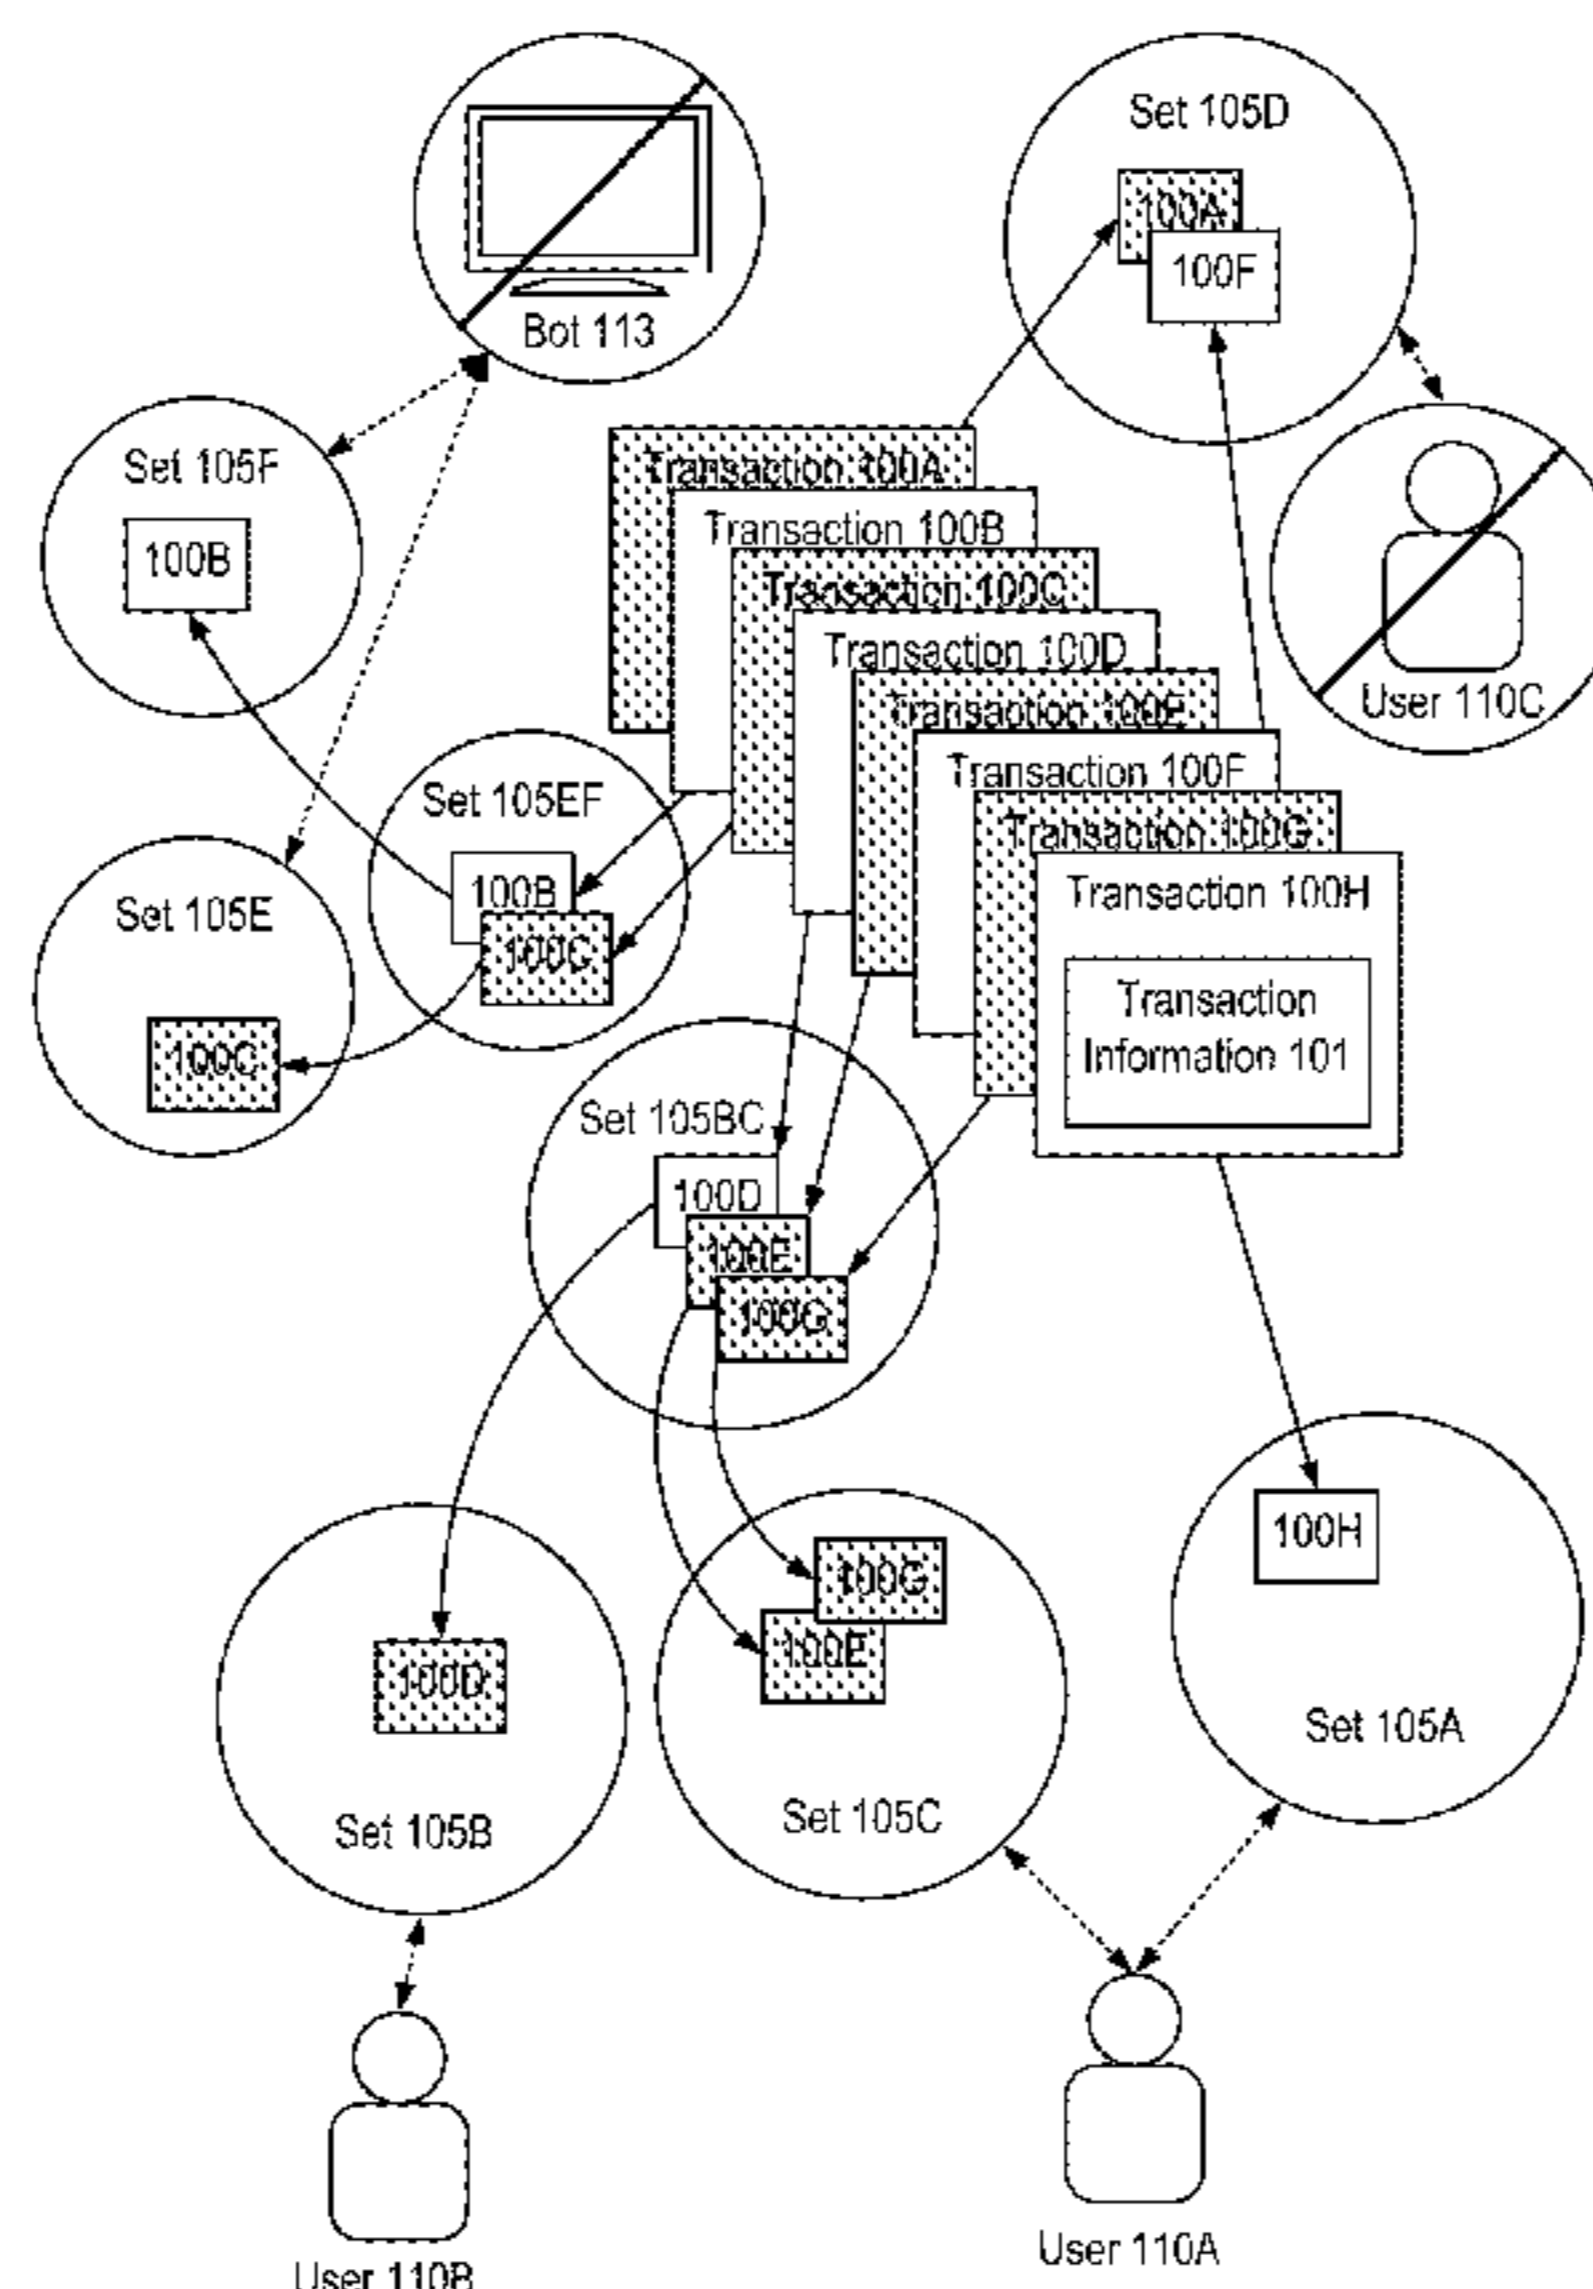 Set 105D
100A
100F
Bot 113
Set 105F
100B
Transaction 100A
Transaction 100B
Transaction 100C
Transaction 100D
Transaction 100E
Transaction 100F
Transaction 100G
Transaction 100H
Transaction
Information 101
User 110C
Set 105EF
100B
100C
Set 105E
100C
Set 105BC
100D
100E
100G
100H
Set 105A
100G
100E
Set 105C
100D
Set 105B
User 110A
User 110B